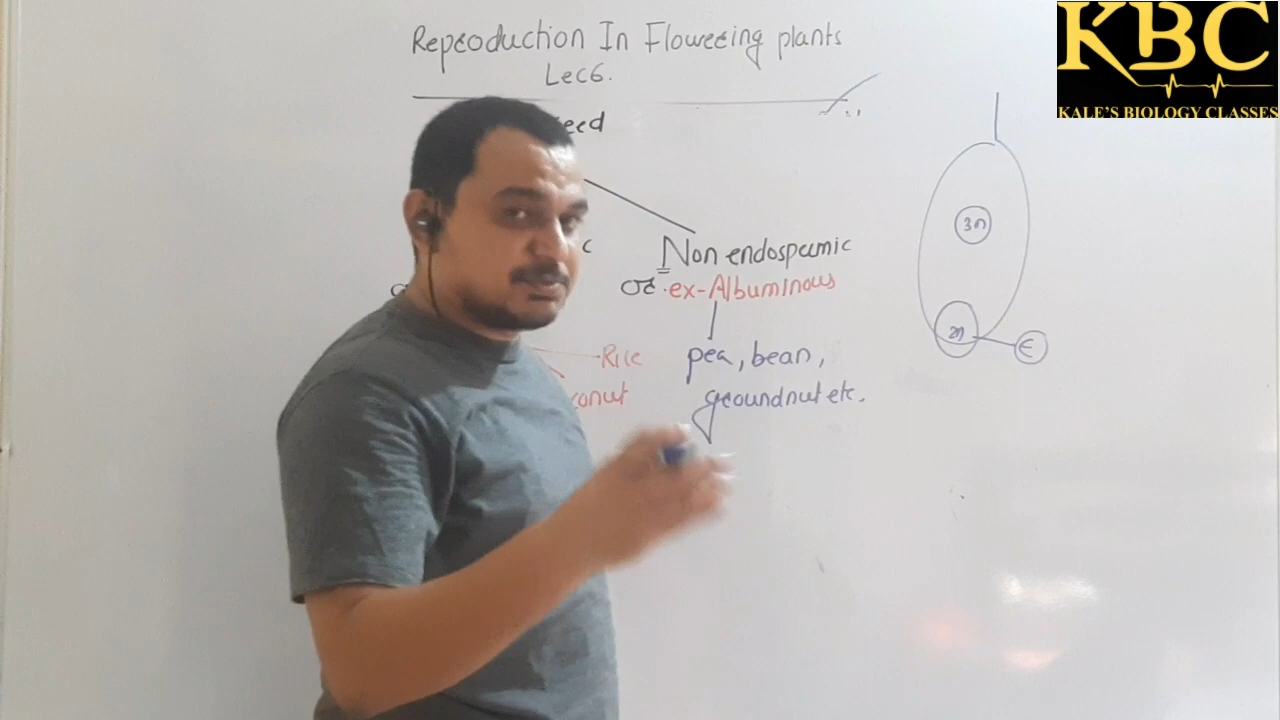 Reproduction In Flowering plants
Lec6.
Non endospermic
or ex-Albuminous
pea, bean,
groundnut etc.
Rice
3n
2n
E
KBC
KALE'S BIOLOGY CLASSES